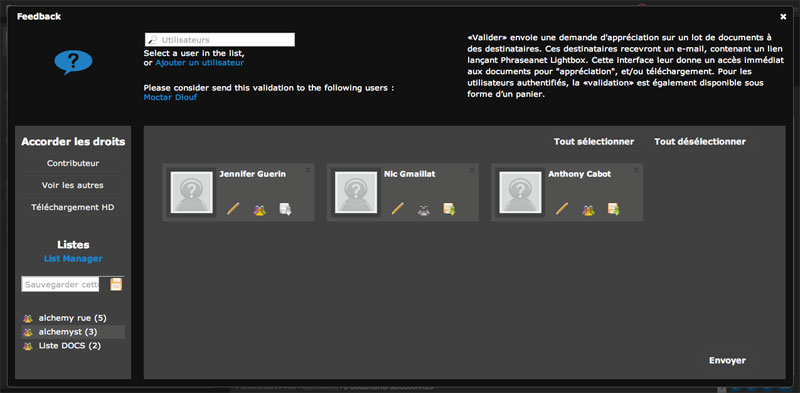 Feedback
Utilisateurs
Select a user in the list,
or Ajouter un utilisateur
Please consider send this validation to the following users :
Moctar Diouf
«Valider» envoie une demande d'appréciation sur un lot de documents à
des destinataires. Ces destinataires recevront un e-mail, contenant un lien
lançant Phraseanet Lightbox. Cette interface leur donne un accès immédiat
aux documents pour "appréciation", et/ou téléchargement. Pour les
utilisateurs authentifiés, la «validation» est également disponible sous
forme d'un panier.
Accorder les droits
Contributeur
Voir les autres
Téléchargement HD
Listes
List Manager
Sauvegarder cette
alchemy rue (5)
alchemyst (3)
Liste DOCS (2)
Tout sélectionner
Tout désélectionner
Jennifer Guerin
Nic Gmaillat
Anthony Cabot
Envoyer